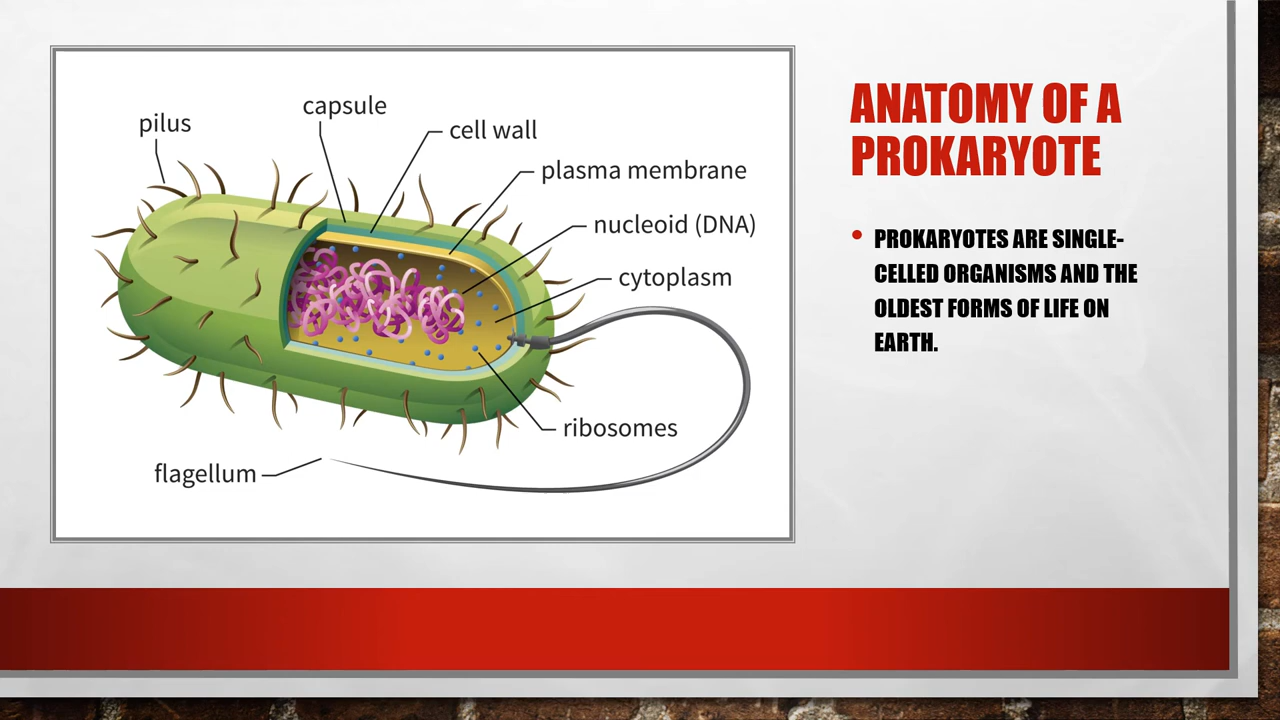 capsule
pilus
cell wall
plasma membrane
nucleoid (DNA)
cytoplasm
ribosomes
flagellum
ANATOMY OF A
PROKARYOTE
• PROKARYOTES ARE SINGLE-
CELLED ORGANISMS AND THE
OLDEST FORMS OF LIFE ON
EARTH.